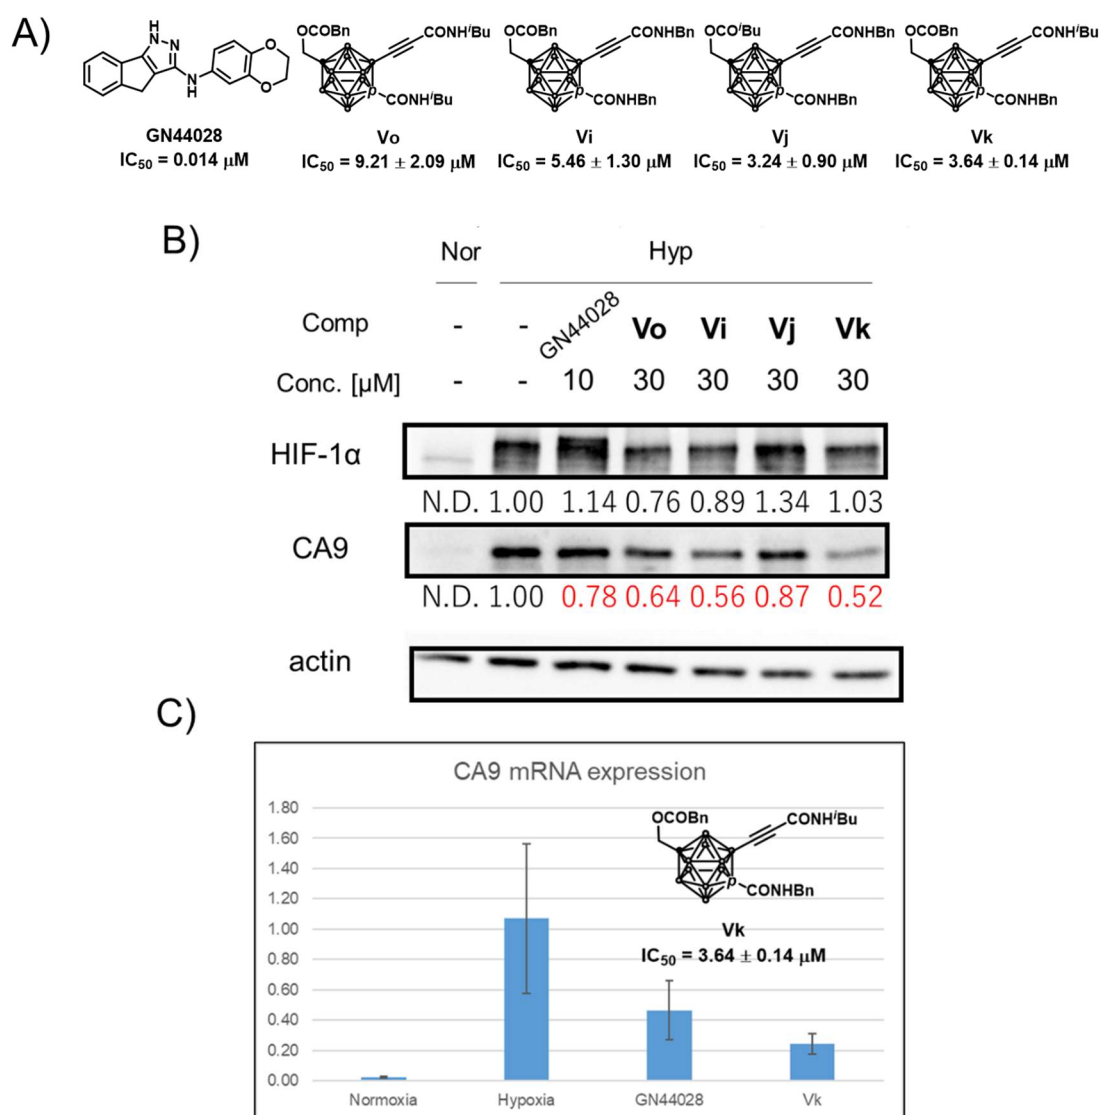 A)
H
N
N
N
H
O
O
GN44028
IC50 = 0.014 µM
OCOBn
CONHiBu
p
CONHiBu
Vo
IC50 = 9.21 ± 2.09 µM
OCOBn
CONHBn
p
CONHBn
Vi
IC50 = 5.46 ± 1.30 µM
OCOiBu
CONHBn
p
CONHBn
Vj
IC50 = 3.24 ± 0.90 µM
OCOBn
CONHiBu
p
CONHBn
Vk
IC50 = 3.64 ± 0.14 µM
B)
Nor Hyp
Comp - - GN44028 Vo Vi Vj Vk
Conc. [µM] - - 10 30 30 30 30
HIF-1α
N.D. 1.00 1.14 0.76 0.89 1.34 1.03
CA9
N.D. 1.00 0.78 0.64 0.56 0.87 0.52
actin
C)
CA9 mRNA expression
1.80
1.60
1.40
1.20
1.00
0.80
0.60
0.40
0.20
0.00
OCOBn
CONHiBu
p
CONHBn
Vk
IC50 = 3.64 ± 0.14 µM
Normoxia Hypoxia GN44028 Vk